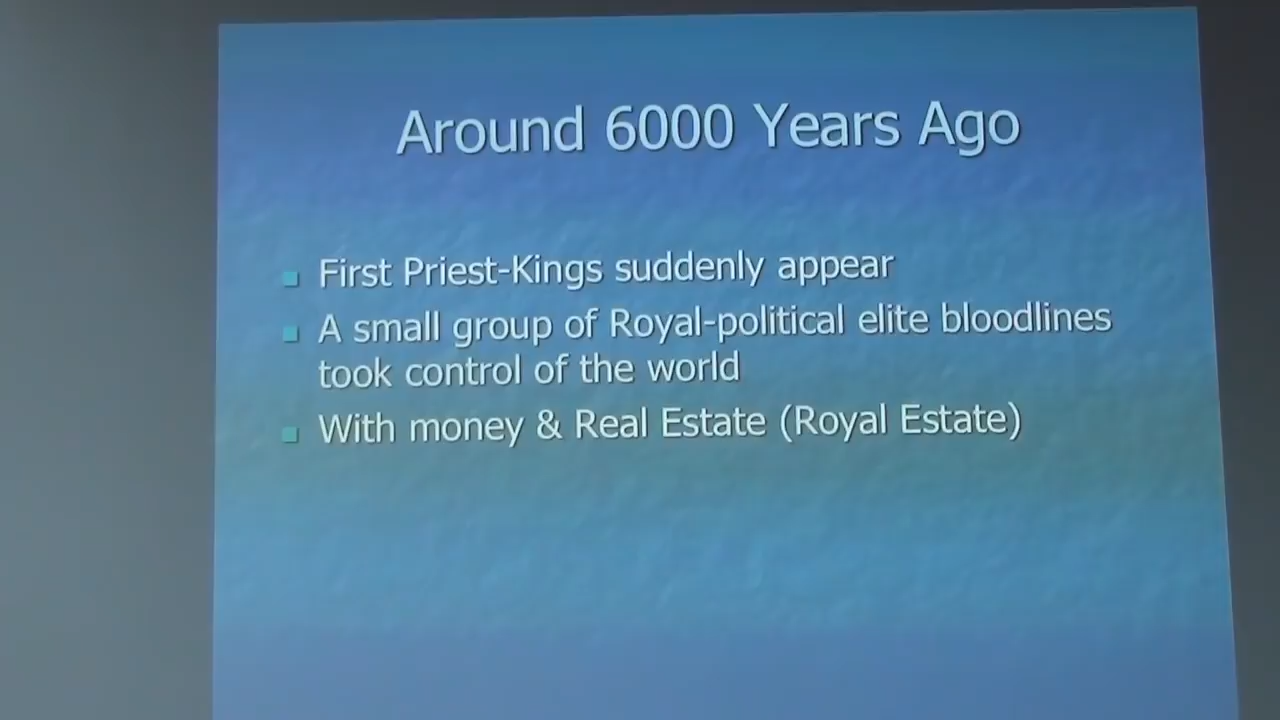 Around 6000 Years Ago
First Priest-Kings suddenly appear
A small group of Royal-political elite bloodlines
took control of the world
With money & Real Estate (Royal Estate)